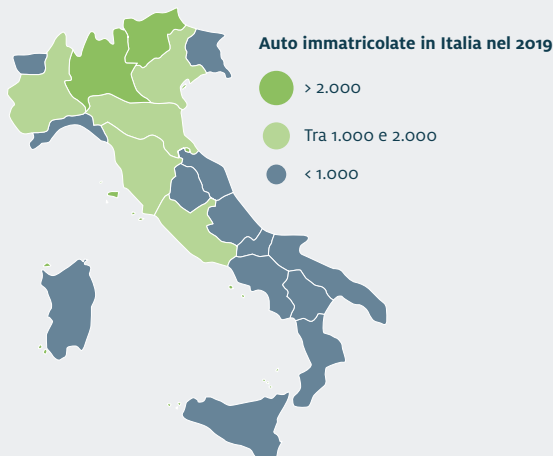 Auto immatricolate in Italia nel 2019
> 2.000
Tra 1.000 e 2.000
< 1.000